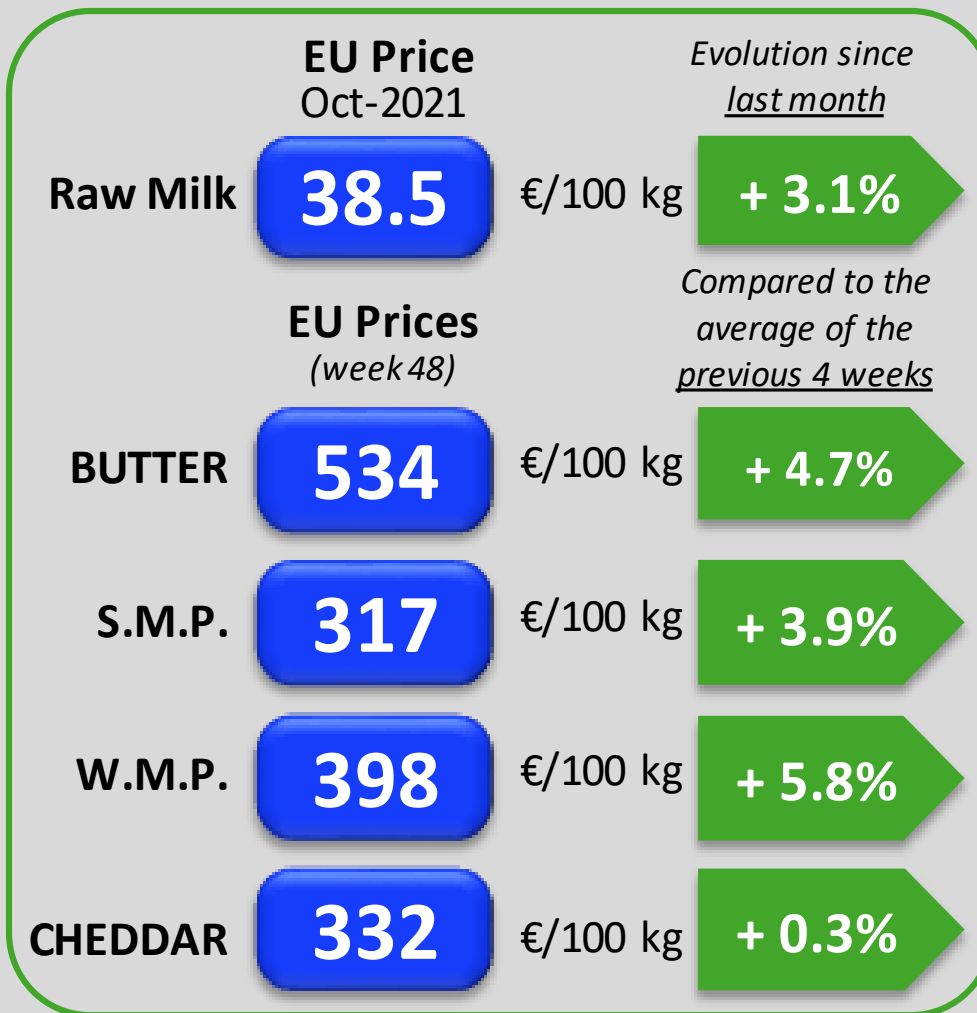 EU Price
Oct-2021
Evolution since
last month
Raw Milk 38.5 €/100 kg + 3.1%
EU Prices
(week 48)
Compared to the
average of the
previous 4 weeks
BUTTER 534 €/100 kg + 4.7%
S.M.P. 317 €/100 kg + 3.9%
W.M.P. 398 €/100 kg + 5.8%
CHEDDAR 332 €/100 kg + 0.3%